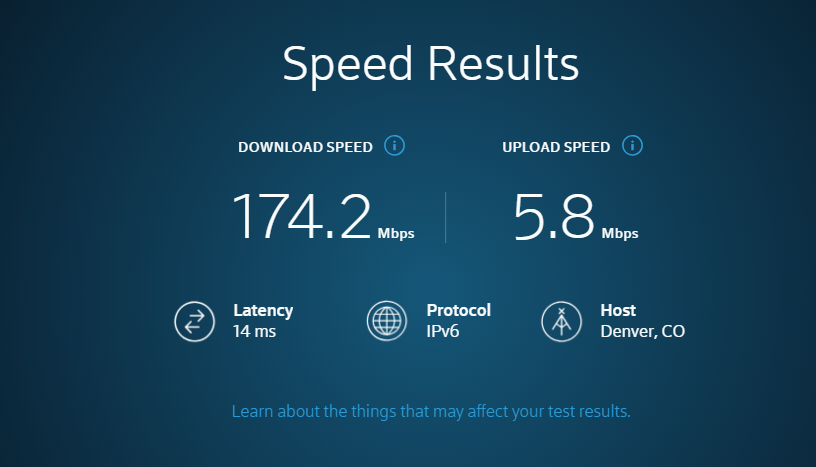 Speed Results
DOWNLOAD SPEED
UPLOAD SPEED
174.2 Mbps
5.8 Mbps
Latency
14 ms
Protocol
IPv6
Host
Denver, CO
Learn about the things that may affect your test results.